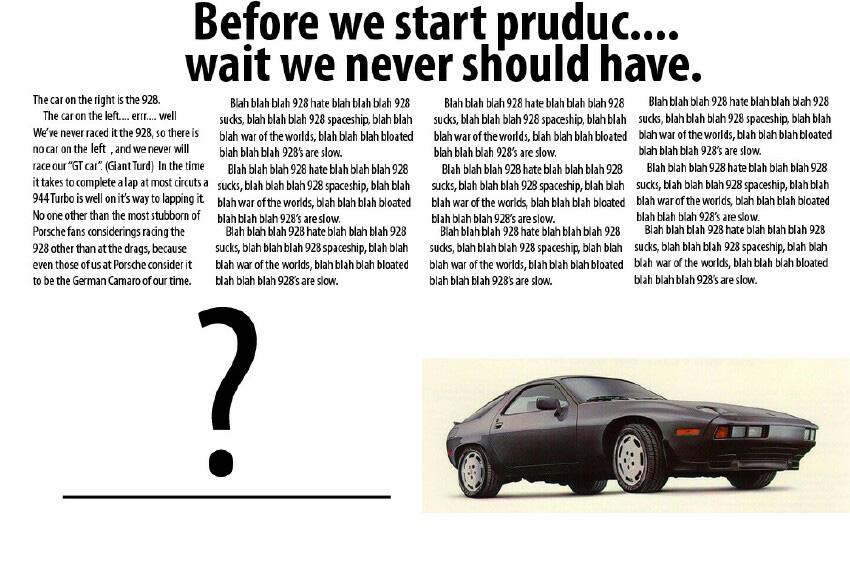 Before we start pruduc....
wait we never should have.
The car on the right is the 928.
The car on the left.... errr.... well
We've never raced it the 928, so there is
no car on the left , and we never will
race our "GT car". (Giant Turd) In the time
it takes to complete a lap at most circuts a
944 Turbo is well on it's way to lapping it.
No one other than the most stubborn of
Porsche fans considerings racing the
928 other than at the drags, because
even those of us at Porsche consider it
to be the German Camaro of our time.
Blah blah blah 928 hate blah blah blah 928
sucks, blah blah blah 928 spaceship, blah blah
blah war of the worlds, blah blah blah bloated
blah blah blah 928's are slow.
Blah blah blah 928 hate blah blah blah 928
sucks, blah blah blah 928 spaceship, blah blah
blah war of the worlds, blah blah blah bloated
blah blah blah 928's are slow.
Blah blah blah 928 hate blah blah blah 928
sucks, blah blah blah 928 spaceship, blah blah
blah war of the worlds, blah blah blah bloated
blah blah blah 928's are slow.
Blah blah blah 928 hate blah blah blah 928
sucks, blah blah blah 928 spaceship, blah blah
blah war of the worlds, blah blah blah bloated
blah blah blah 928's are slow.
Blah blah blah 928 hate blah blah blah 928
sucks, blah blah blah 928 spaceship, blah blah
blah war of the worlds, blah blah blah bloated
blah blah blah 928's are slow.
Blah blah blah 928 hate blah blah blah 928
sucks, blah blah blah 928 spaceship, blah blah
blah war of the worlds, blah blah blah bloated
blah blah blah 928's are slow.
Blah blah blah 928 hate blah blah blah 928
sucks, blah blah blah 928 spaceship, blah blah
blah war of the worlds, blah blah blah bloated
blah blah blah 928's are slow.
Blah blah blah 928 hate blah blah blah 928
sucks, blah blah blah 928 spaceship, blah blah
blah war of the worlds, blah blah blah bloated
blah blah blah 928's are slow.
Blah blah blah 928 hate blah blah blah 928
sucks, blah blah blah 928 spaceship, blah blah
blah war of the worlds, blah blah blah bloated
blah blah blah 928's are slow.
?